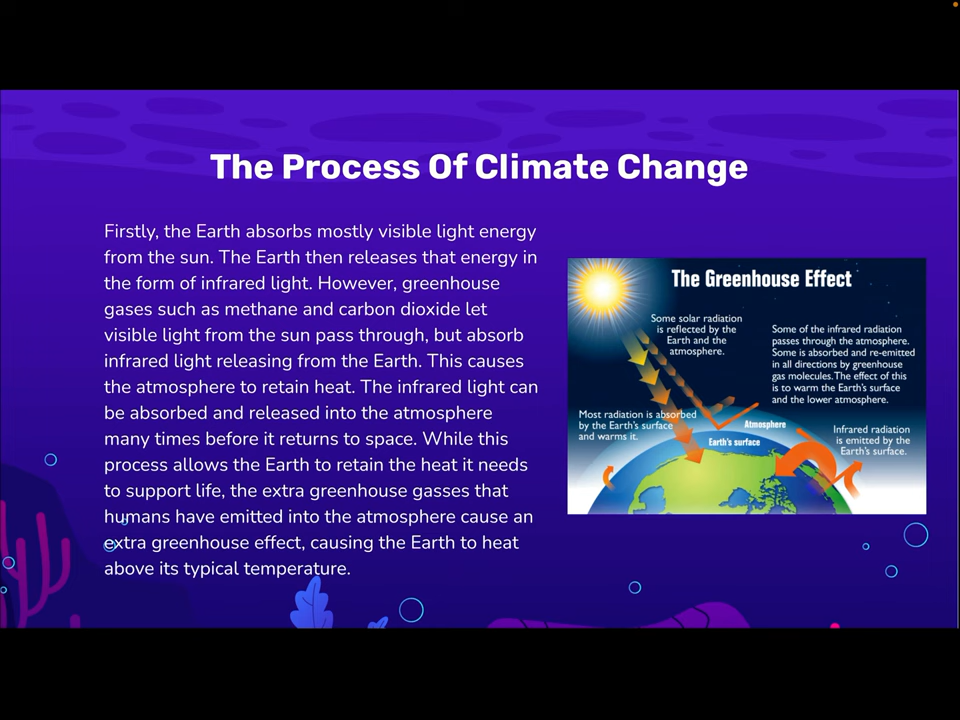 The Process Of Climate Change
Firstly, the Earth absorbs mostly visible light energy
from the sun. The Earth then releases that energy in
the form of infrared light. However, greenhouse
gases such as methane and carbon dioxide let
visible light from the sun pass through, but absorb
infrared light releasing from the Earth. This causes
the atmosphere to retain heat. The infrared light can
be absorbed and released into the atmosphere
many times before it returns to space. While this
process allows the Earth to retain the heat it needs
to support life, the extra greenhouse gasses that
humans have emitted into the atmosphere cause an
extra greenhouse effect, causing the Earth to heat
above its typical temperature.
The Greenhouse Effect
Some solar radiation
is reflected by the
Earth and the
atmosphere.
Some of the infrared radiation
passes through the atmosphere.
Some is absorbed and re-emitted
in all directions by greenhouse
gas molecules. The effect of this
is to warm the Earth's surface
and the lower atmosphere.
Most radiation is absorbed
by the Earth's surface
and warms it.
Atmosphere
Earth's surface
Infrared radiation
is emitted by the
Earth's surface.